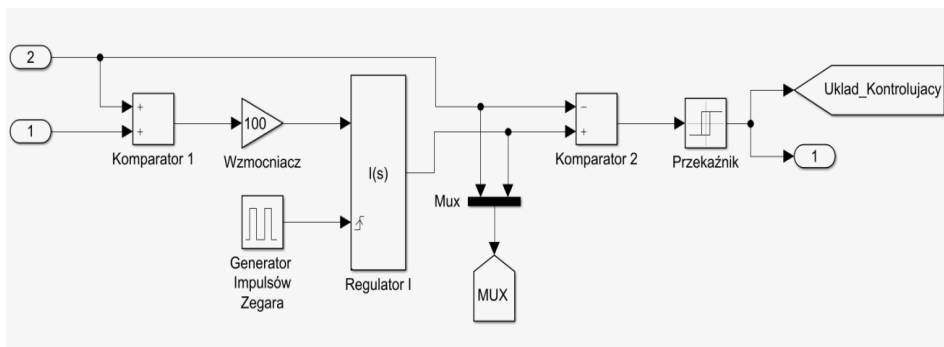 2
Uklad_Kontrolujacy
+
+
1
100
Komparator 1
Wzmocniacz
I(s)
−
+
Komparator 2
Przekaźnik
1
Mux
Generator
Impulsów
Zegara
Regulator I
MUX